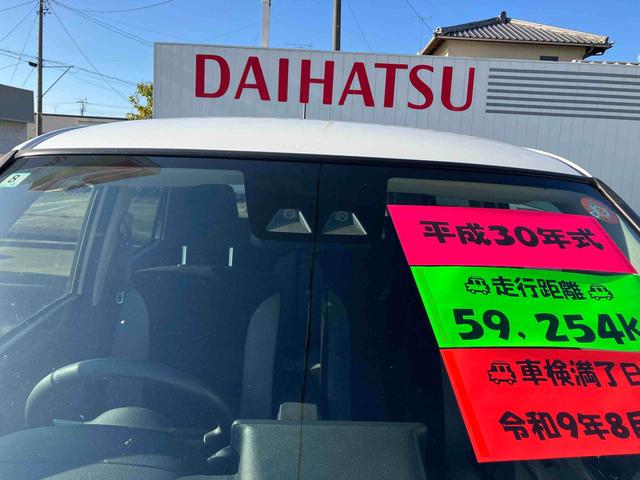 DAIHATSU
平成30年式
走行距離
59,254K
車検満了日
令和9年8月